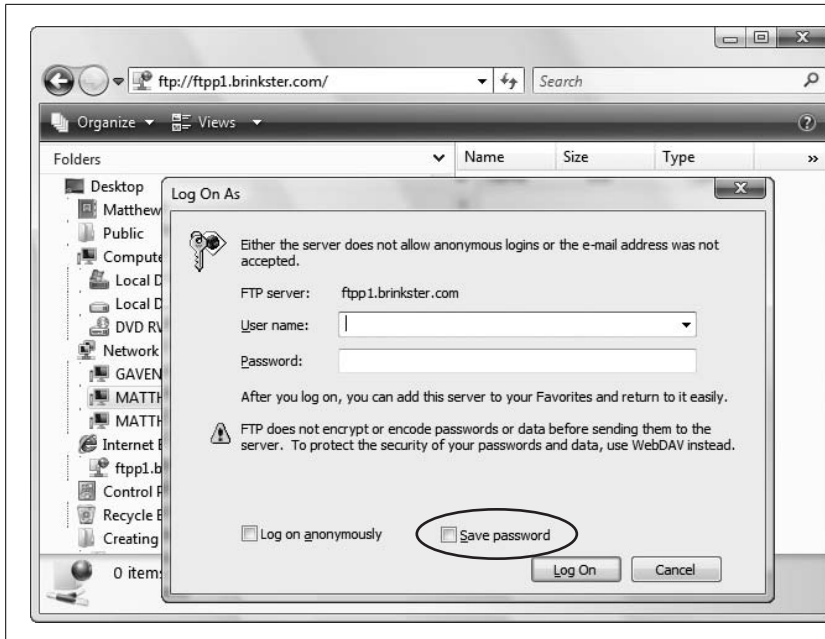 ftp://ftpp1.brinkster.com/
Search
Organize
Views
Folders
Name Size Type
Desktop
Matthew
Public
Compute
Local D
Local D
DVD RV
Network
GAVEN
MATTH
MATTH
Internet E
ftpp1.b
Control P
Recycle B
Creating
0 item
Log On As
Either the server does not allow anonymous logins or the e-mail address was not
accepted.
FTP server: ftpp1.brinkster.com
User name:
Password:
After you log on, you can add this server to your Favorites and return to it easily.
FTP does not encrypt or encode passwords or data before sending them to the
server. To protect the security of your passwords and data, use WebDAV instead.
Log on anonymously Save password
Log On Cancel